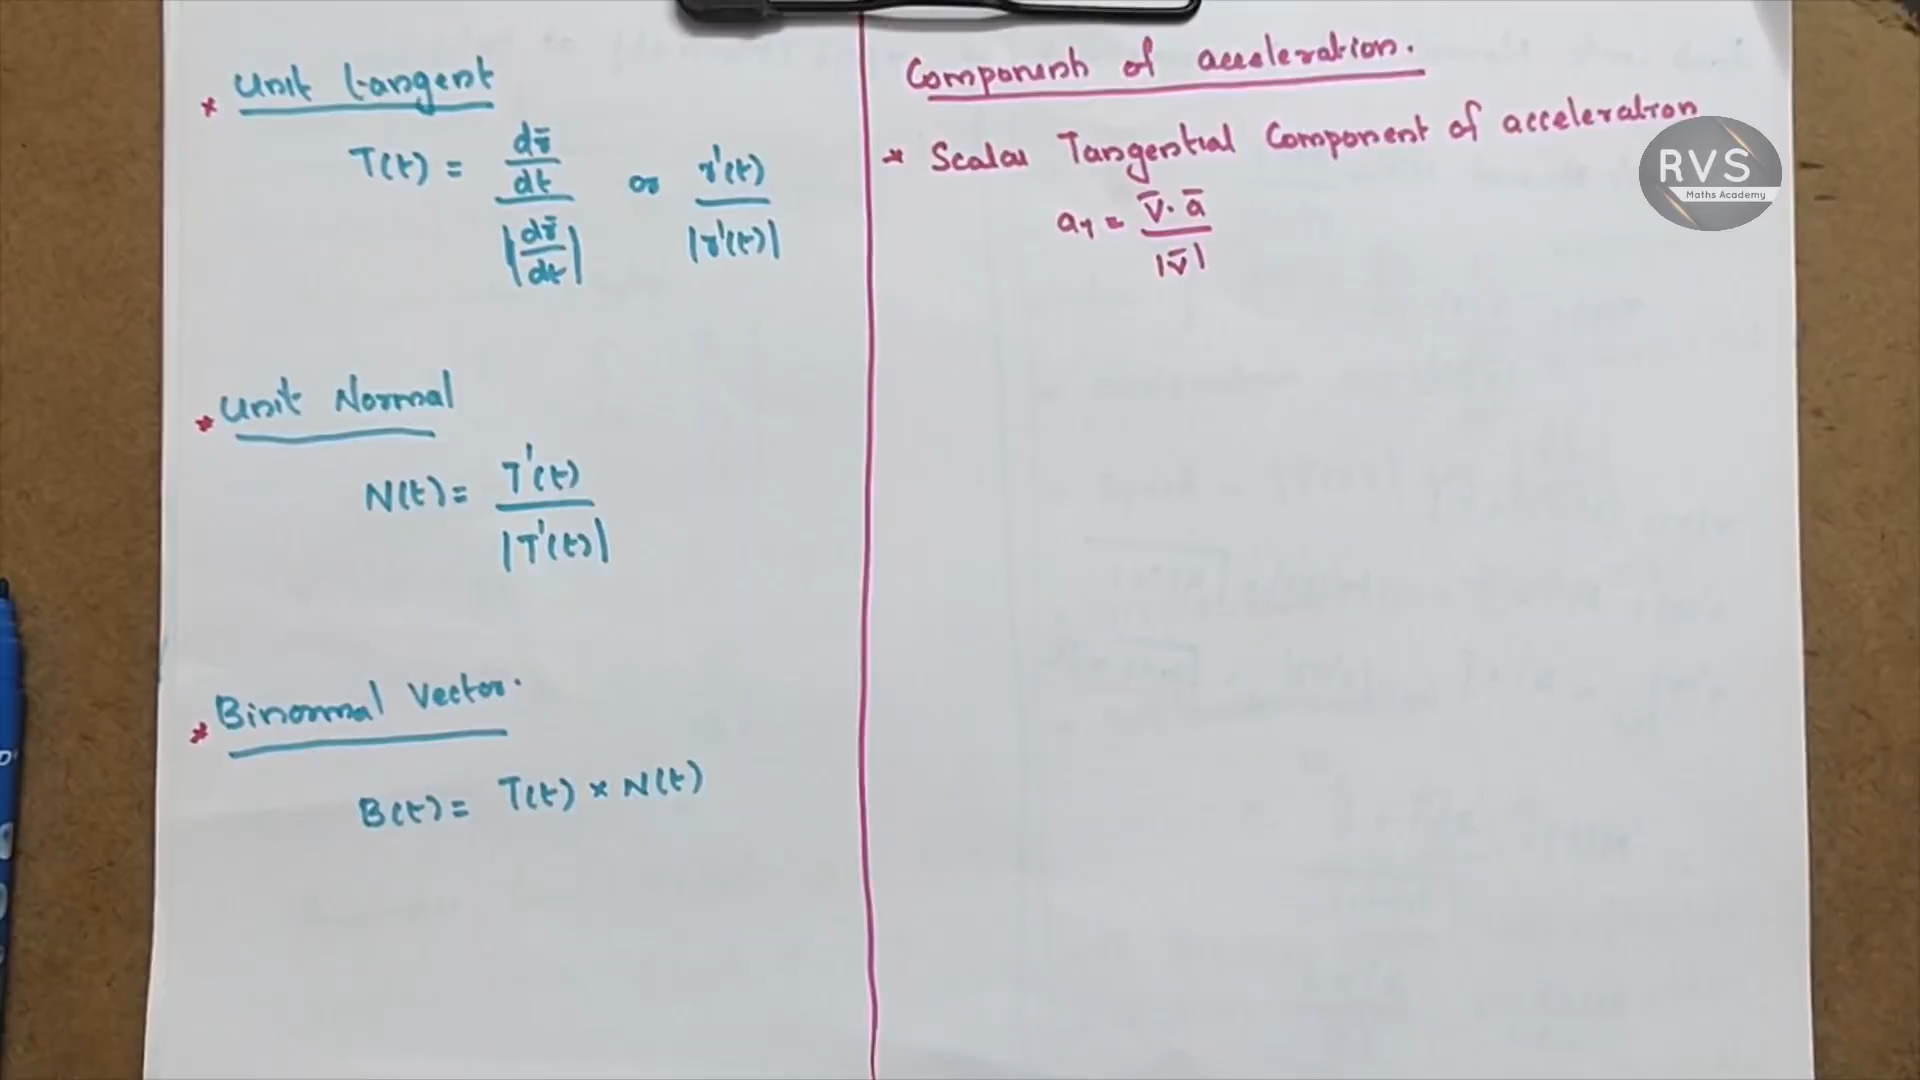 * Unit tangent
T(t) = dr̄/dt / |dr̄/dt| or r'(t) / |r'(t)|
* Unit Normal
N(t) = T'(t) / |T'(t)|
* Binormal Vector.
B(t) = T(t) × N(t)
Components of acceleration.
* Scalar Tangential Component of acceleration
a_T = v̄ · ā / |v̄|
RVS
Maths Academy